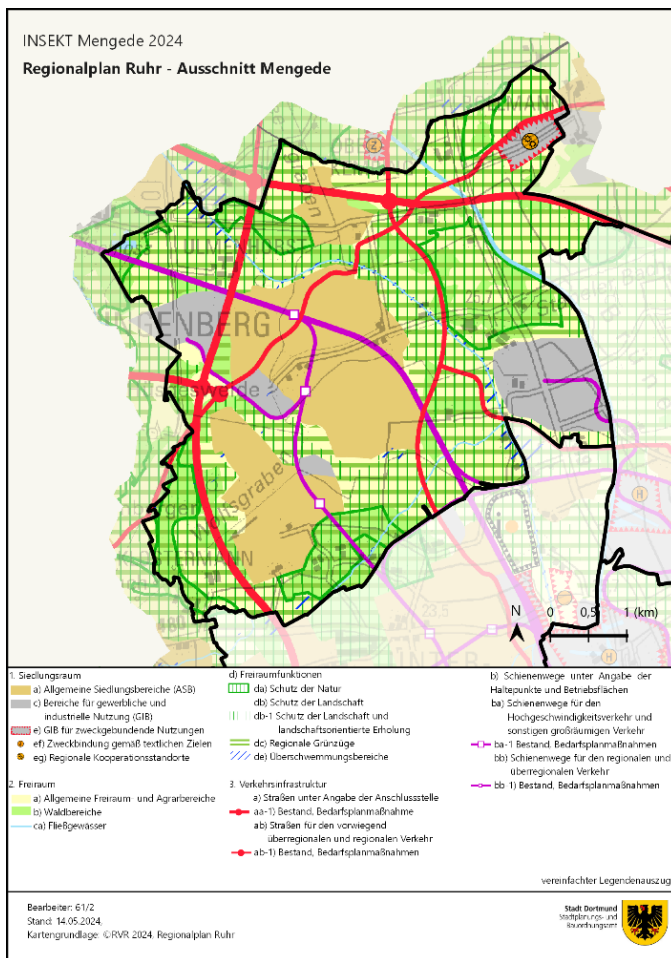 INSEKT Mengede 2024
Regionalplan Ruhr - Ausschnitt Mengede
Z
GENBERG
H
H
N
0 0,5 1 (km)
1. Siedlungsraum
a) Allgemeine Siedlungsbereiche (ASB)
c) Bereiche für gewerbliche und
industrielle Nutzung (GIB)
e) GIB für zweckgebundende Nutzungen
ef) Zweckbindung gemäß textlichen Zielen
eg) Regionale Kooperationsstandorte
2. Freiraum
a) Allgemeine Freiraum- und Agrarbereiche
b) Waldbereiche
ca) Fließgewässer
d) Freiraumfunktionen
da) Schutz der Natur
db) Schutz der Landschaft
db-1 Schutz der Landschaft und
landschaftsorientierte Erholung
dc) Regionale Grünzüge
de) Überschwemmungsbereiche
3. Verkehrsinfrastruktur
a) Straßen unter Angabe der Anschlussstelle
aa-1) Bestand, Bedarfsplanmaßnahme
ab) Straßen für den vorwiegend
überregionalen und regionalen Verkehr
ab-1) Bestand, Bedarfsplanmaßnahmen
b) Schienenwege unter Angabe der
Haltepunkte und Betriebsflächen
ba) Schienenwege für den
Hochgeschwindigkeitsverkehr und
sonstigen großräumigen Verkehr
ba-1 Bestand, Bedarfsplanmaßnahmen
bb) Schienenwege für den regionalen und
überregionalen Verkehr
bb 1) Bestand, Bedarfsplanmaßnahmen
vereinfachter Legendenauszug
Bearbeiter: 61/2
Stand: 14.05.2024,
Kartengrundlage: ©RVR 2024, Regionalplan Ruhr
Stadt Dortmund
Stadtplanungs- und
Bauordnungsamt